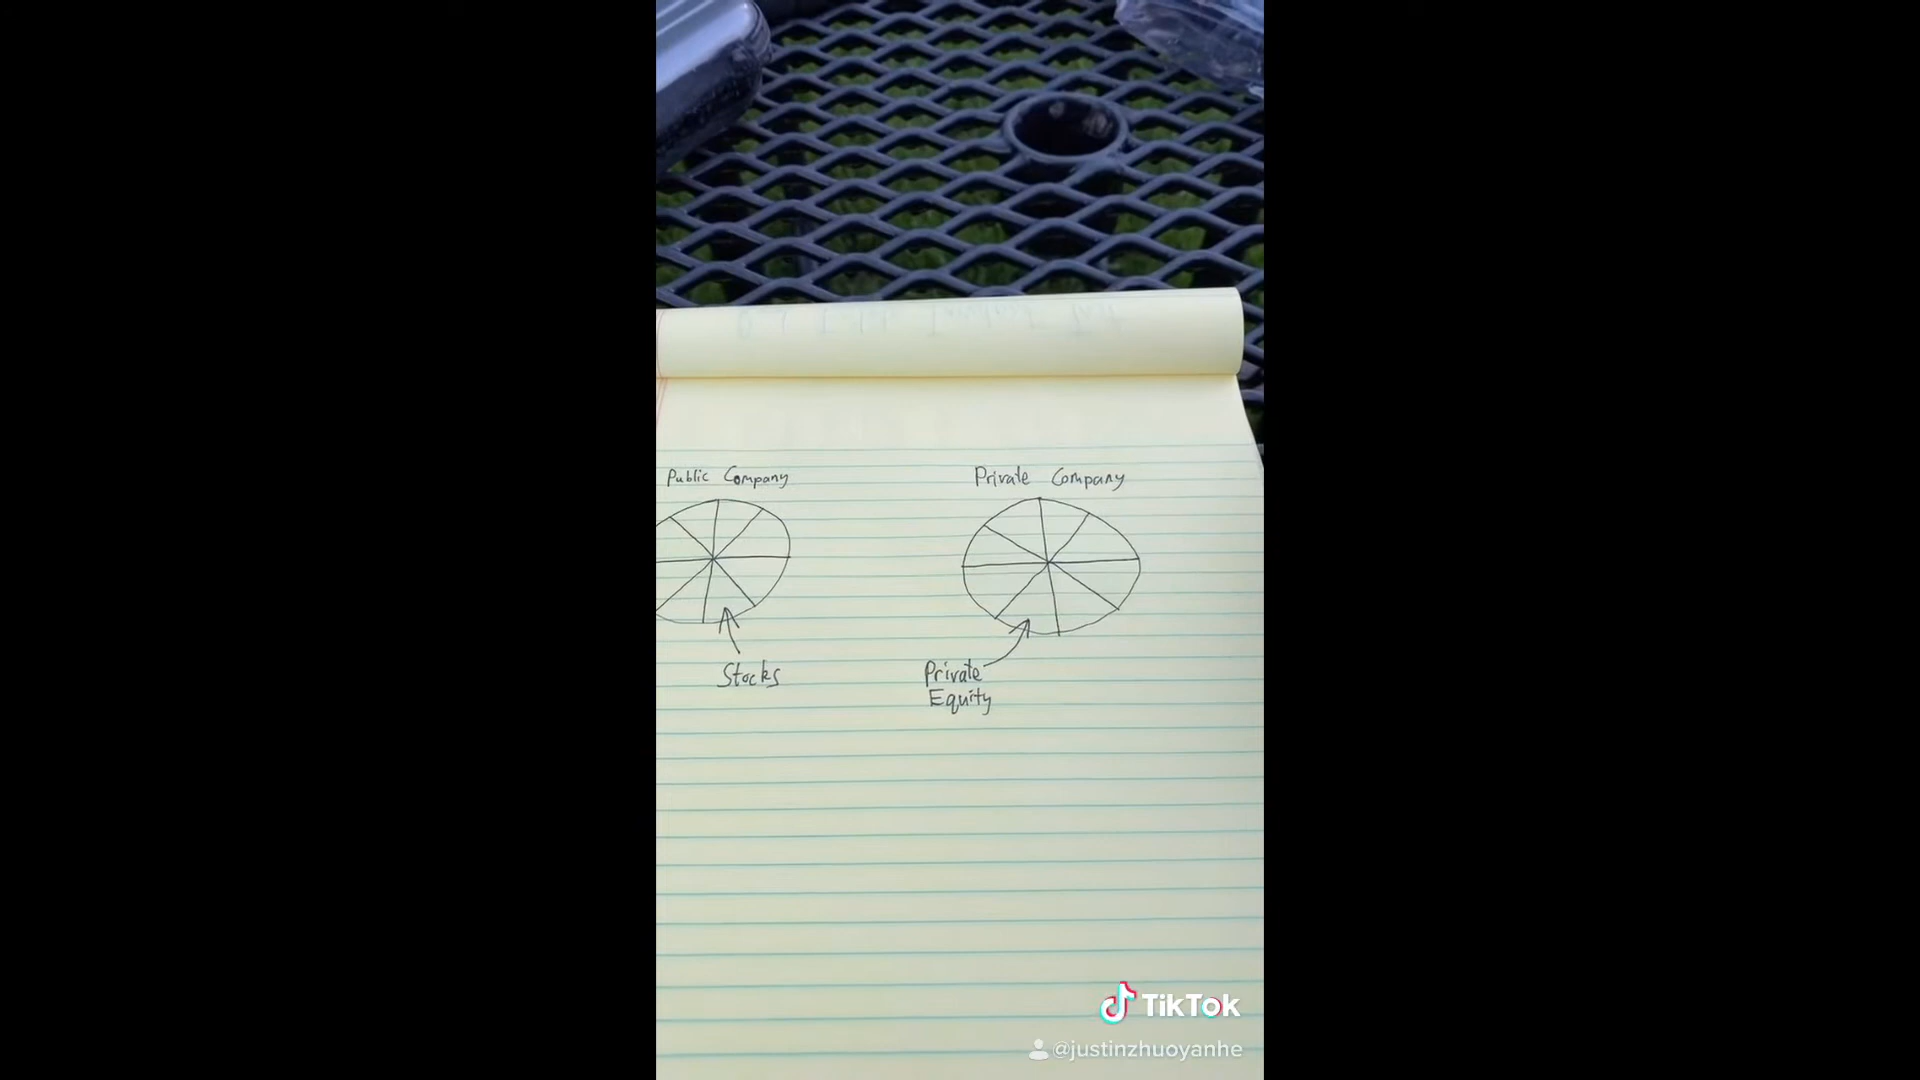 Public Company
Private Company
Stocks
Private
Equity
TikTok
@justinzhuoyanhe